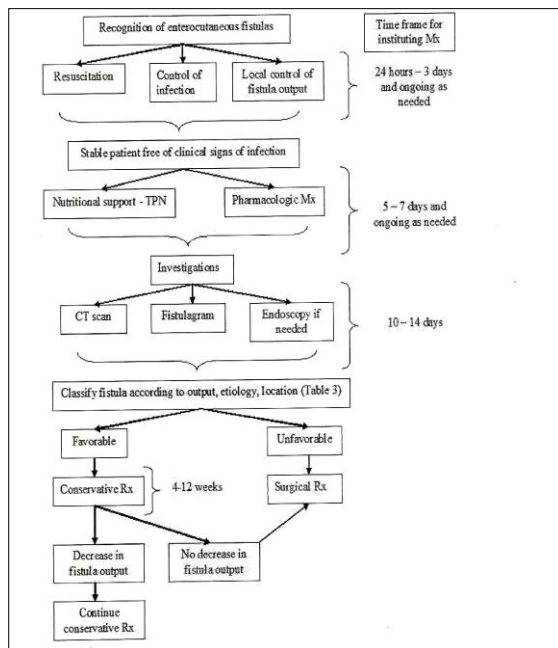 Recognition of enterocutaneous fistulas
Time frame for
instituting Mx
Resuscitation
Control of
infection
Local control of
fistula output
24 hours – 3 days
and ongoing as
needed
Stable patient free of clinical signs of infection
Nutritional support - TPN
Pharmacologic Mx
5 – 7 days and
ongoing as needed
Investigations
CT scan
Fistulagram
Endoscopy if
needed
10 – 14 days
Classify fistula according to output, etiology, location (Table 3)
Favorable
Unfavorable
Conservative Rx
4-12 weeks
Surgical Rx
Decrease in
fistula output
No decrease in
fistula output
Continue
conservative Rx